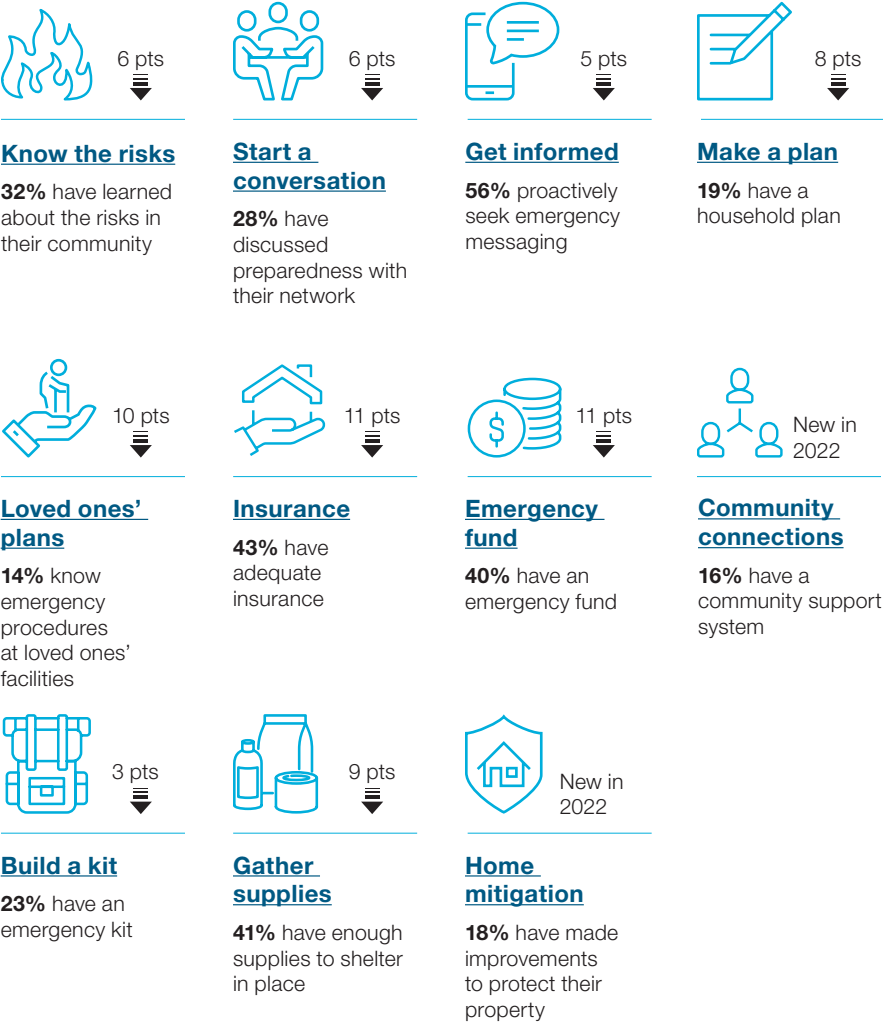 6 pts
Know the risks
32% have learned
about the risks in
their community
6 pts
Start a
conversation
28% have
discussed
preparedness with
their network
5 pts
Get informed
56% proactively
seek emergency
messaging
8 pts
Make a plan
19% have a
household plan
10 pts
Loved ones’
plans
14% know
emergency
procedures
at loved ones’
facilities
11 pts
Insurance
43% have
adequate
insurance
$
11 pts
Emergency
fund
40% have an
emergency fund
New in
2022
Community
connections
16% have a
community support
system
3 pts
Build a kit
23% have an
emergency kit
9 pts
Gather
supplies
41% have enough
supplies to shelter
in place
New in
2022
Home
mitigation
18% have made
improvements
to protect their
property